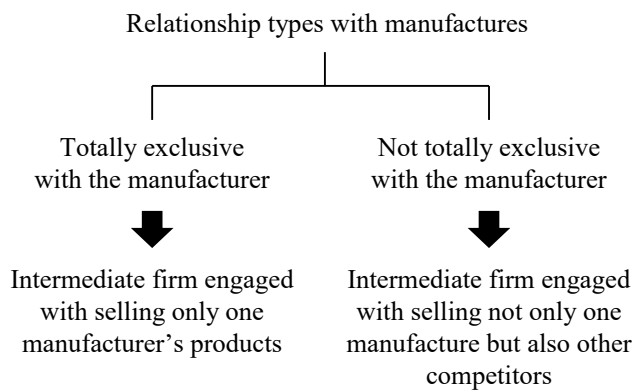 Relationship types with manufactures
Totally exclusive
with the manufacturer
Not totally exclusive
with the manufacturer
Intermediate firm engaged
with selling only one
manufacturer’s products
Intermediate firm engaged
with selling not only one
manufacture but also other
competitors